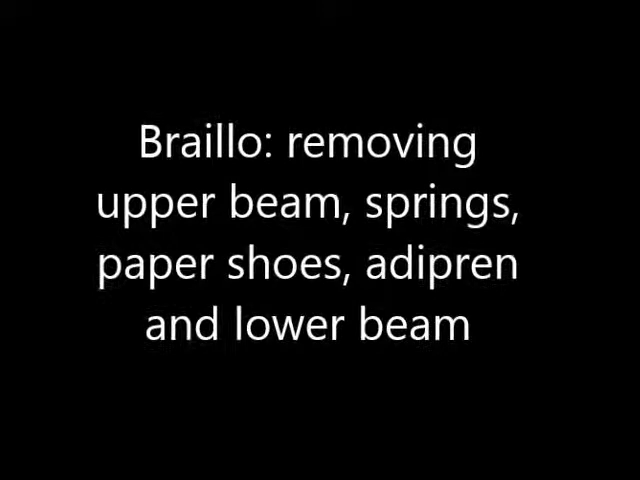 Braillo: removing
upper beam, springs,
paper shoes, adipren
and lower beam